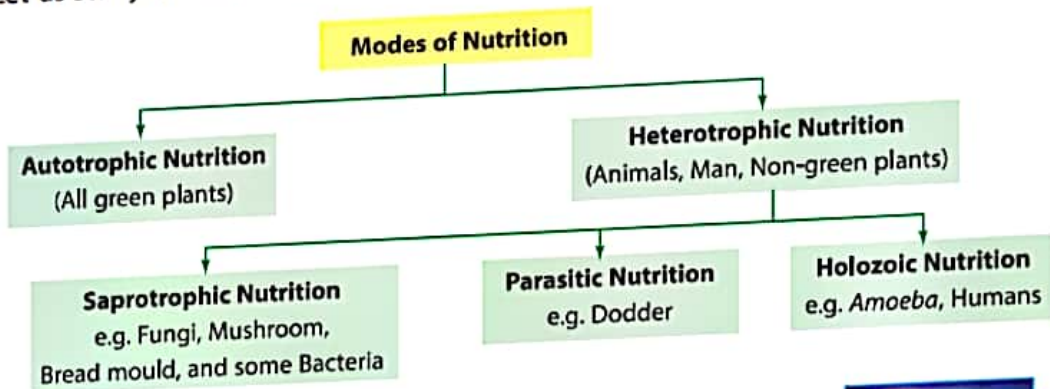 Modes of Nutrition
Autotrophic Nutrition
(All green plants)
Heterotrophic Nutrition
(Animals, Man, Non-green plants)
Saprotrophic Nutrition
e.g. Fungi, Mushroom,
Bread mould, and some Bacteria
Parasitic Nutrition
e.g. Dodder
Holozoic Nutrition
e.g. Amoeba, Humans